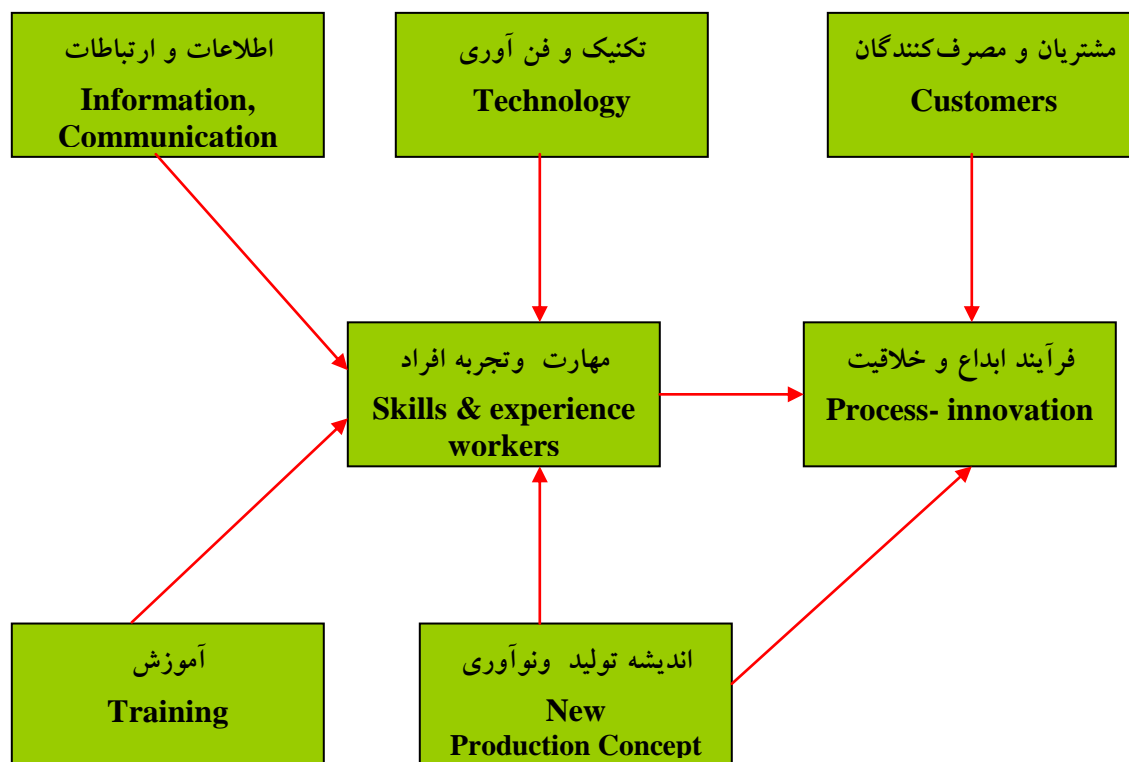 اطلاعات و ارتباطات
Information,
Communication
تکنیک و فن آوری
Technology
مشتریان و مصرف‌کنندگان
Customers
مهارت وتجربه افراد
Skills & experience
workers
فرآیند ابداع و خلاقیت
Process- innovation
آموزش
Training
اندیشه تولید ونوآوری
New
Production Concept